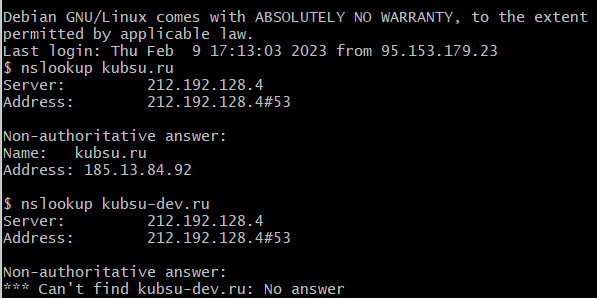 Debian GNU/Linux comes with ABSOLUTELY NO WARRANTY, to the extent
permitted by applicable law.
Last login: Thu Feb  9 17:13:03 2023 from 95.153.179.23
$ nslookup kubsu.ru
Server:         212.192.128.4
Address:        212.192.128.4#53

Non-authoritative answer:
Name:   kubsu.ru
Address: 185.13.84.92

$ nslookup kubsu-dev.ru
Server:         212.192.128.4
Address:        212.192.128.4#53

Non-authoritative answer:
*** Can't find kubsu-dev.ru: No answer